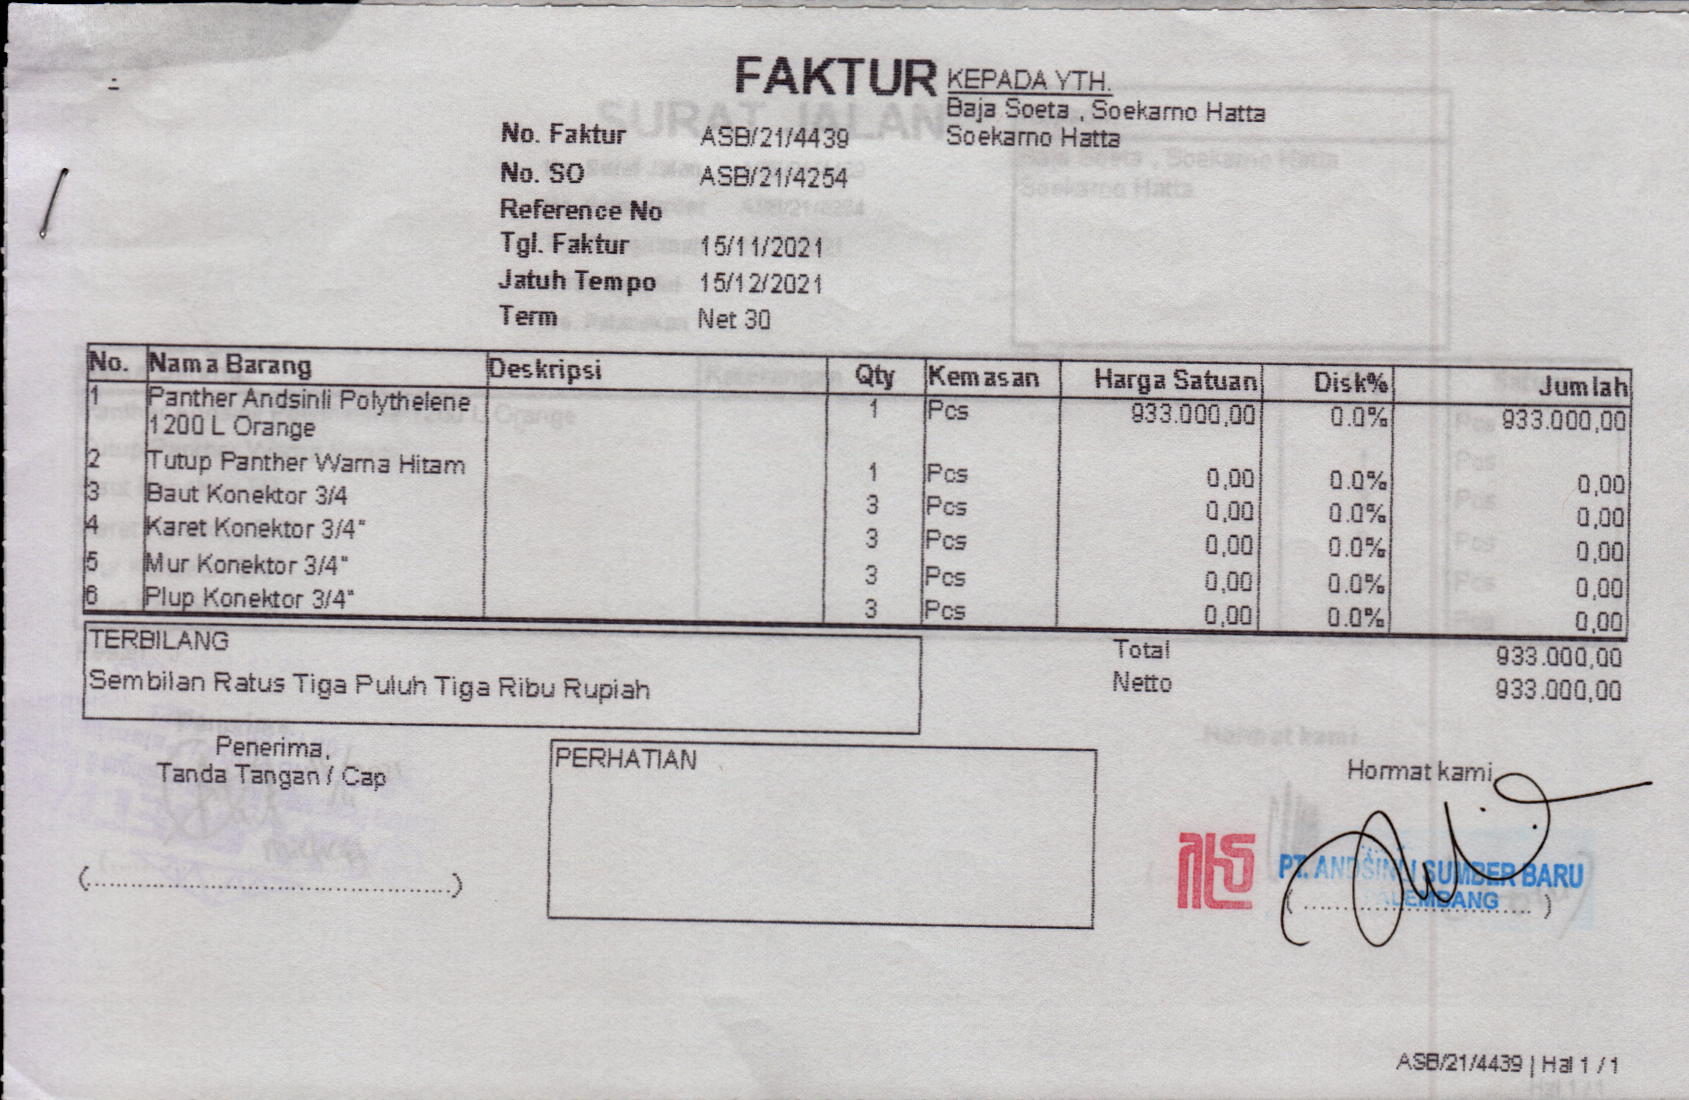 FAKTUR
KEPADA YTH.
Baja Soeta , Soekarno Hatta
Soekarno Hatta
No. Faktur ASB/21/4439
No. SO ASB/21/4254
Reference No
Tgl. Faktur 15/11/2021
Jatuh Tempo 15/12/2021
Term Net 30
No. Nama Barang Deskripsi Qty Kemasan Harga Satuan Disk% Jumlah
1 Panther Andsinli Polythelene 1 Pcs 933.000,00 0.0% 933.000,00
1200 L Orange
2 Tutup Panther Warna Hitam 1 Pcs 0,00 0.0% 0,00
3 Baut Konektor 3/4 3 Pcs 0,00 0.0% 0,00
4 Karet Konektor 3/4" 3 Pcs 0,00 0.0% 0,00
5 Mur Konektor 3/4" 3 Pcs 0,00 0.0% 0,00
6 Plup Konektor 3/4" 3 Pcs 0,00 0.0% 0,00
TERBILANG
Sembilan Ratus Tiga Puluh Tiga Ribu Rupiah
Total 933.000,00
Netto 933.000,00
Penerima,
Tanda Tangan / Cap
(......................................................)
PERHATIAN
Hormat kami
PT. ANDSINLI SUMBER BARU
PALEMBANG
(..................................)
ASB/21/4439 | Hal 1 / 1
SURAT JALAN